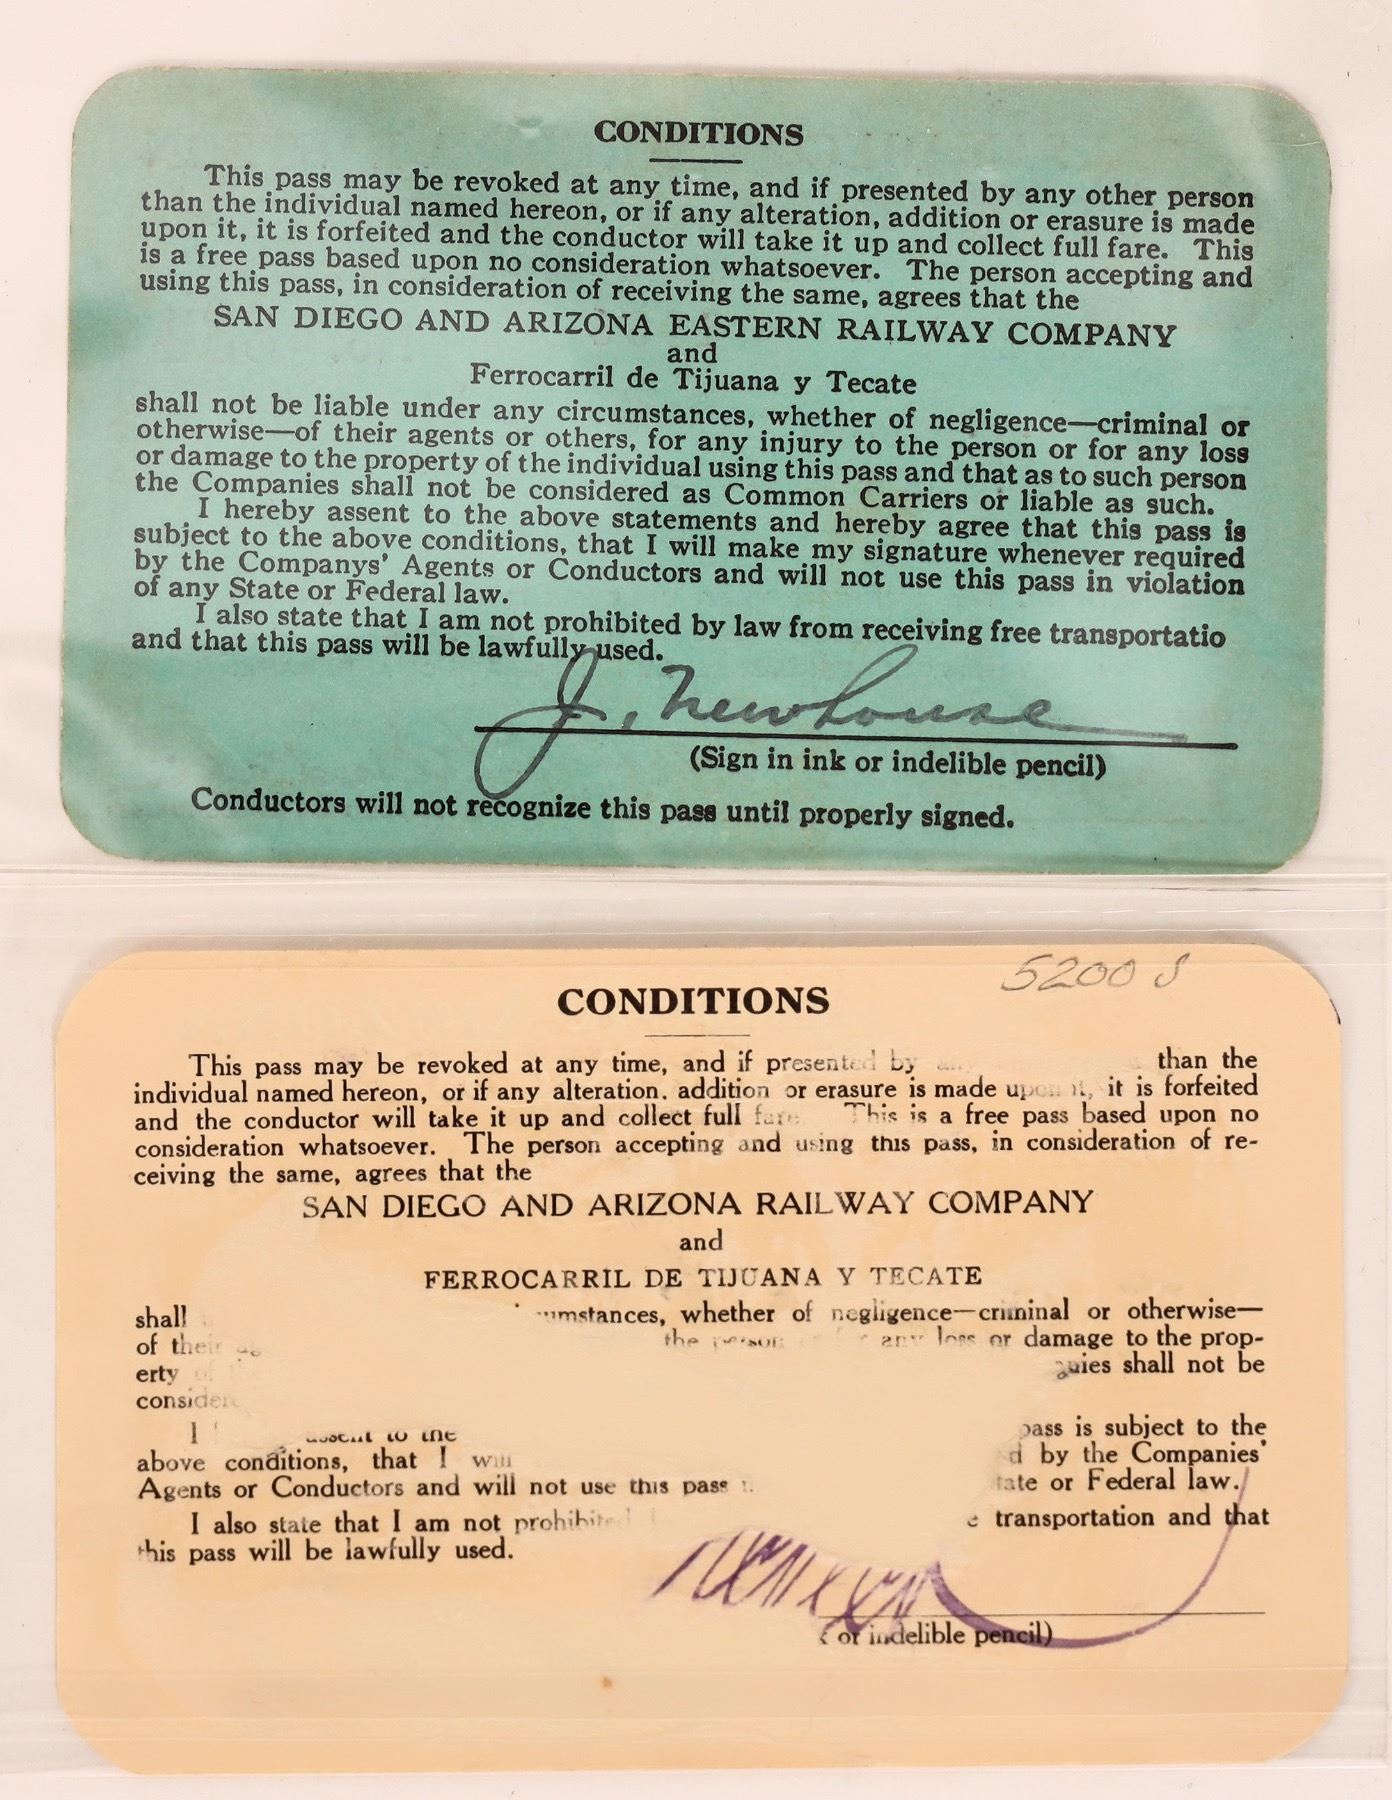 CONDITIONS
This pass may be revoked at any time, and if presented by any other person
than the individual named hereon, or if any alteration, addition or erasure is made
upon it, it is forfeited and the conductor will take it up and collect full fare. This
is a free pass based upon no consideration whatsoever. The person accepting and
using this pass, in consideration of receiving the same, agrees that the
SAN DIEGO AND ARIZONA EASTERN RAILWAY COMPANY
and
Ferrocarril de Tijuana y Tecate
shall not be liable under any circumstances, whether of negligence—criminal or
otherwise—of their agents or others, for any injury to the person or for any loss
or damage to the property of the individual using this pass and that as to such person
the Companies shall not be considered as Common Carriers or liable as such.
I hereby assent to the above statements and hereby agree that this pass is
subject to the above conditions, that I will make my signature whenever required
by the Companys' Agents or Conductors and will not use this pass in violation
of any State or Federal law.
I also state that I am not prohibited by law from receiving free transportatio
and that this pass will be lawfully used.
J. Newhouse
(Sign in ink or indelible pencil)
Conductors will not recognize this pass until properly signed.
5200 S
CONDITIONS
This pass may be revoked at any time, and if presented by than the
individual named hereon, or if any alteration. addition or erasure is made upon it, it is forfeited
and the conductor will take it up and collect full fare. This is a free pass based upon no
consideration whatsoever. The person accepting and using this pass, in consideration of re-
ceiving the same, agrees that the
SAN DIEGO AND ARIZONA RAILWAY COMPANY
and
FERROCARRIL DE TIJUANA Y TECATE
shall whether of negligence—criminal or otherwise—
of their the person any loss or damage to the prop-
erty of shall not be
I assent to the pass is subject to the
above conditions, that I will by the Companies'
Agents or Conductors and will not use this pass or Federal law.
I also state that I am not prohibited transportation and that
this pass will be lawfully used.
or indelible pencil)